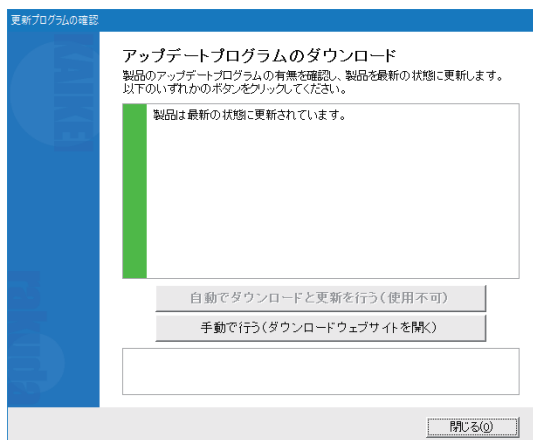 更新プログラムの確認
アップデートプログラムのダウンロード
製品のアップデートプログラムの有無を確認し、製品を最新の状態に更新します。
以下のいずれかのボタンをクリックしてください。
製品は最新の状態に更新されています。
自動でダウンロードと更新を行う(使用不可)
手動で行う(ダウンロードウェブサイトを開く)
閉じる(o)
KAIKEI
rakuda